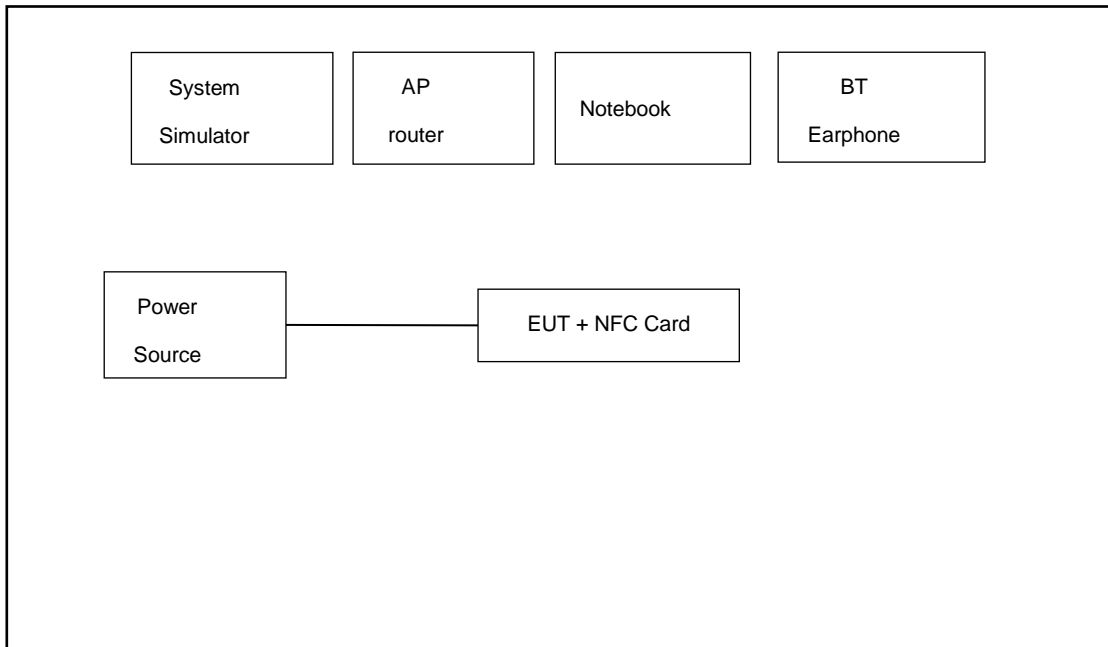 System
Simulator
AP
router
Notebook
BT
Earphone
Power
Source
EUT + NFC Card